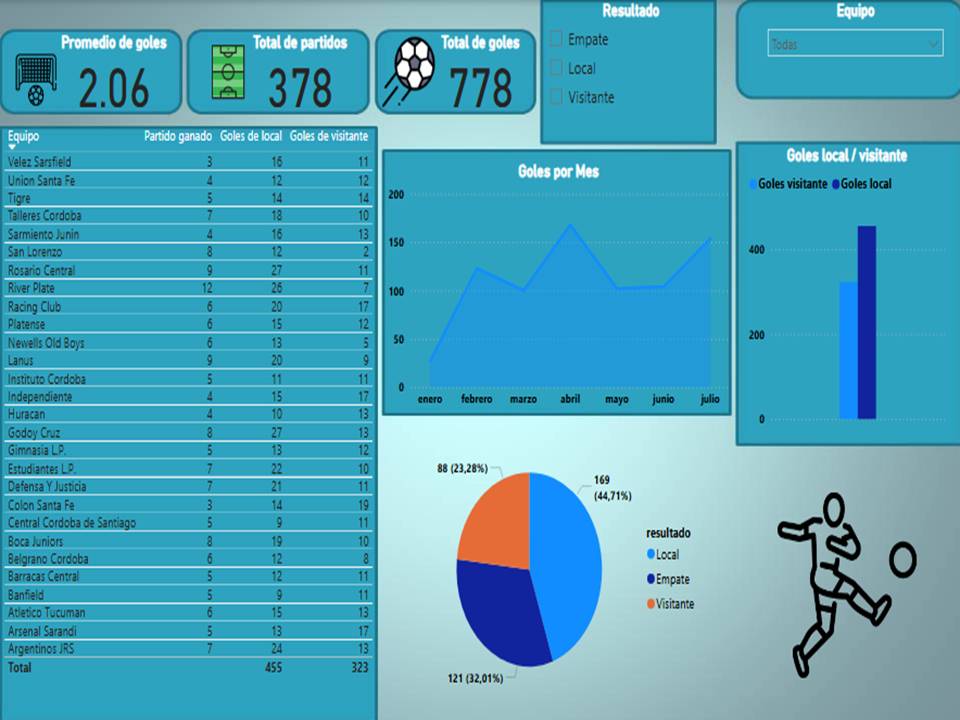 Promedio de goles
2.06
Total de partidos
378
Total de goles
778
Resultado
Empate
Local
Visitante
Equipo
Todas
Equipo Partido ganado Goles de local Goles de visitante
Velez Sarsfield 3 16 11
Union Santa Fe 4 12 12
Tigre 5 14 14
Talleres Cordoba 7 18 10
Sarmiento Junin 4 16 13
San Lorenzo 8 12 2
Rosario Central 9 27 11
River Plate 12 26 7
Racing Club 6 20 17
Platense 6 15 12
Newells Old Boys 6 13 5
Lanus 9 20 9
Instituto Cordoba 5 11 11
Independiente 4 15 17
Huracan 4 10 13
Godoy Cruz 8 27 13
Gimnasia L.P. 5 13 12
Estudiantes L.P. 7 22 10
Defensa Y Justicia 7 21 11
Colon Santa Fe 3 14 19
Central Cordoba de Santiago 5 9 11
Boca Juniors 8 19 10
Belgrano Cordoba 6 12 8
Barracas Central 5 12 11
Banfield 5 9 11
Atletico Tucuman 6 15 13
Arsenal Sarandi 5 13 17
Argentinos JRS 7 24 13
Total 455 323
Goles por Mes
200
150
100
50
0
enero febrero marzo abril mayo junio julio
Goles local / visitante
Goles visitante Goles local
400
200
0
88 (23,28%)
169
(44,71%)
121 (32,01%)
resultado
Local
Empate
Visitante